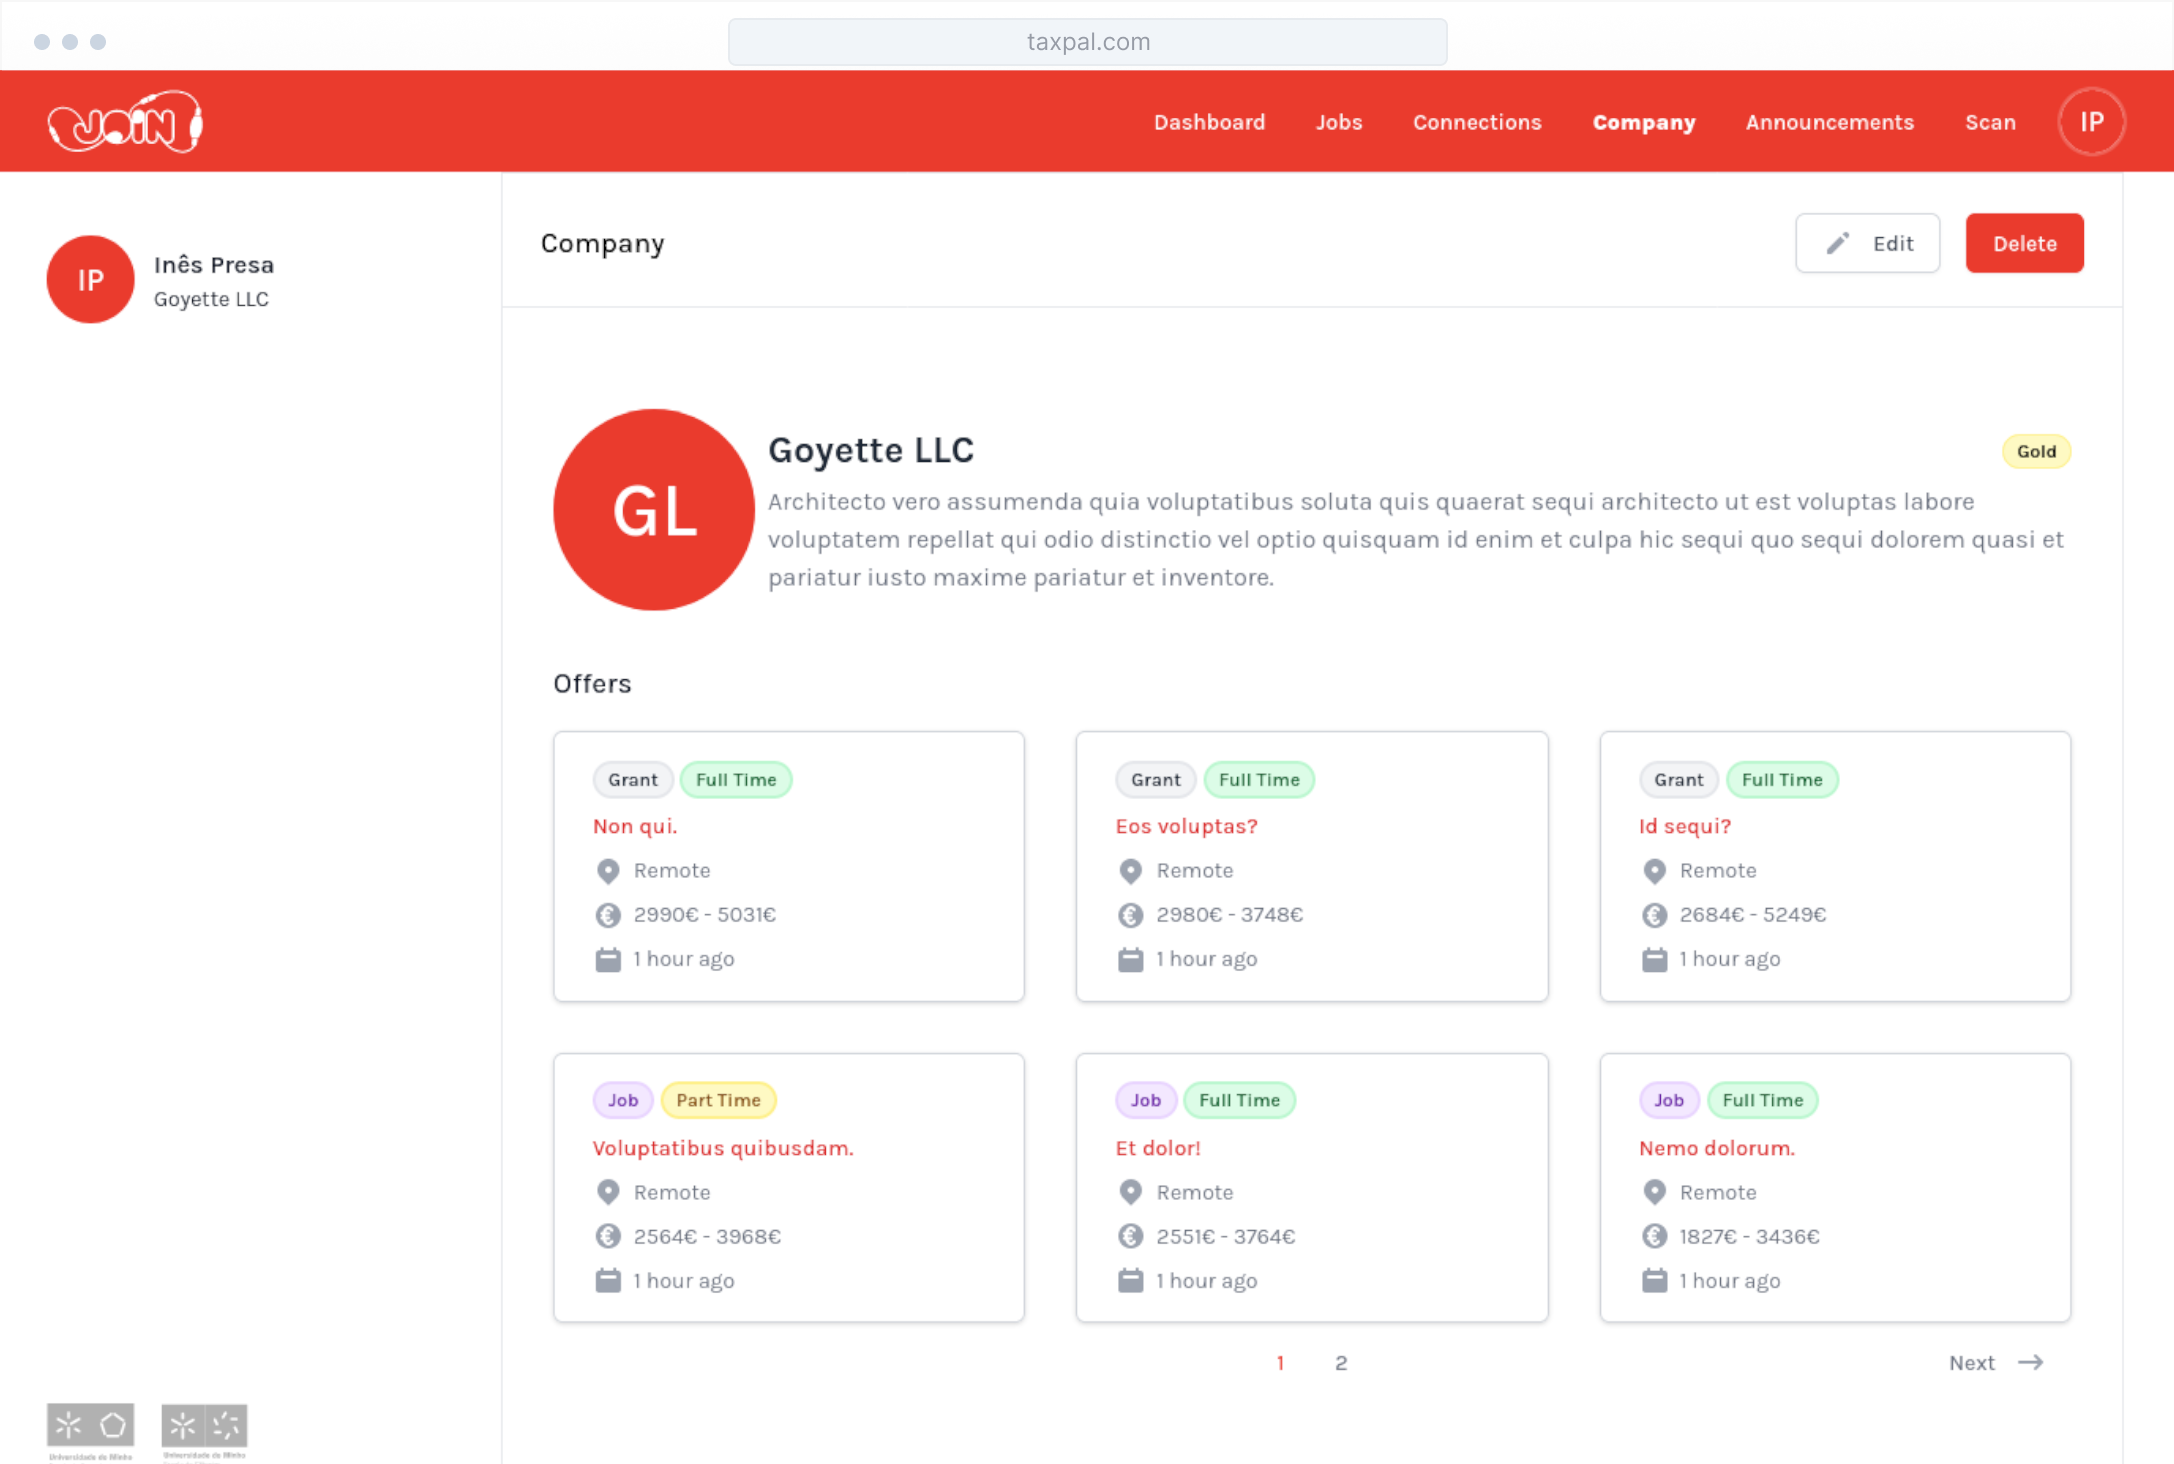 taxpal.com
JOIN
Dashboard Jobs Connections Company Announcements Scan IP
IP
Inês Presa
Goyette LLC
Company
Edit
Delete
GL
Goyette LLC
Gold
Architecto vero assumenda quia voluptatibus soluta quis quaerat sequi architecto ut est voluptas labore
voluptatem repellat qui odio distinctio vel optio quisquam id enim et culpa hic sequi quo sequi dolorem quasi et
pariatur iusto maxime pariatur et inventore.
Offers
Grant Full Time
Non qui.
Remote
2990€ - 5031€
1 hour ago
Grant Full Time
Eos voluptas?
Remote
2980€ - 3748€
1 hour ago
Grant Full Time
Id sequi?
Remote
2684€ - 5249€
1 hour ago
Job Part Time
Voluptatibus quibusdam.
Remote
2564€ - 3968€
1 hour ago
Job Full Time
Et dolor!
Remote
2551€ - 3764€
1 hour ago
Job Full Time
Nemo dolorum.
Remote
1827€ - 3436€
1 hour ago
1 2
Next
Universidade do Minho
Universidade do Minho